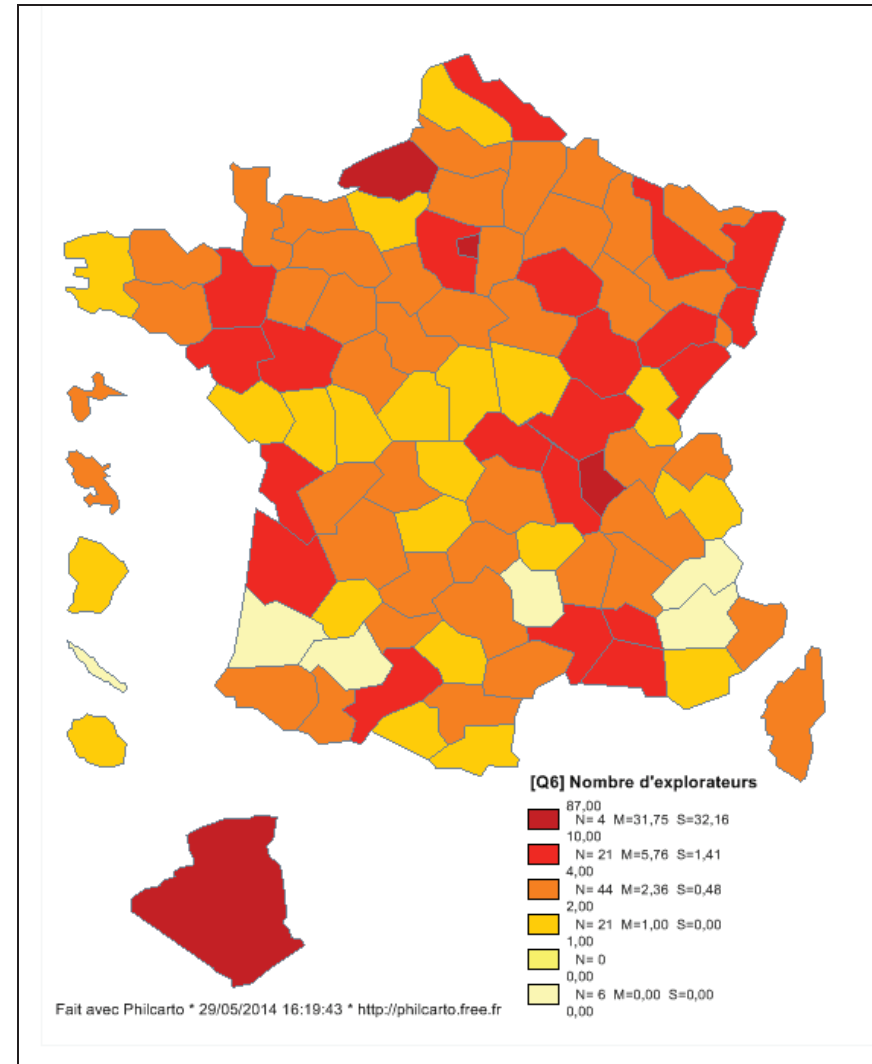 [Q6] Nombre d'explorateurs
87,00
N= 4 M=31,75 S=32,16
10,00
N= 21 M=5,76 S=1,41
4,00
N= 44 M=2,36 S=0,48
2,00
N= 21 M=1,00 S=0,00
1,00
N= 0
0,00
N= 6 M=0,00 S=0,00
0,00
Fait avec Philcarto * 29/05/2014 16:19:43 * http://philcarto.free.fr